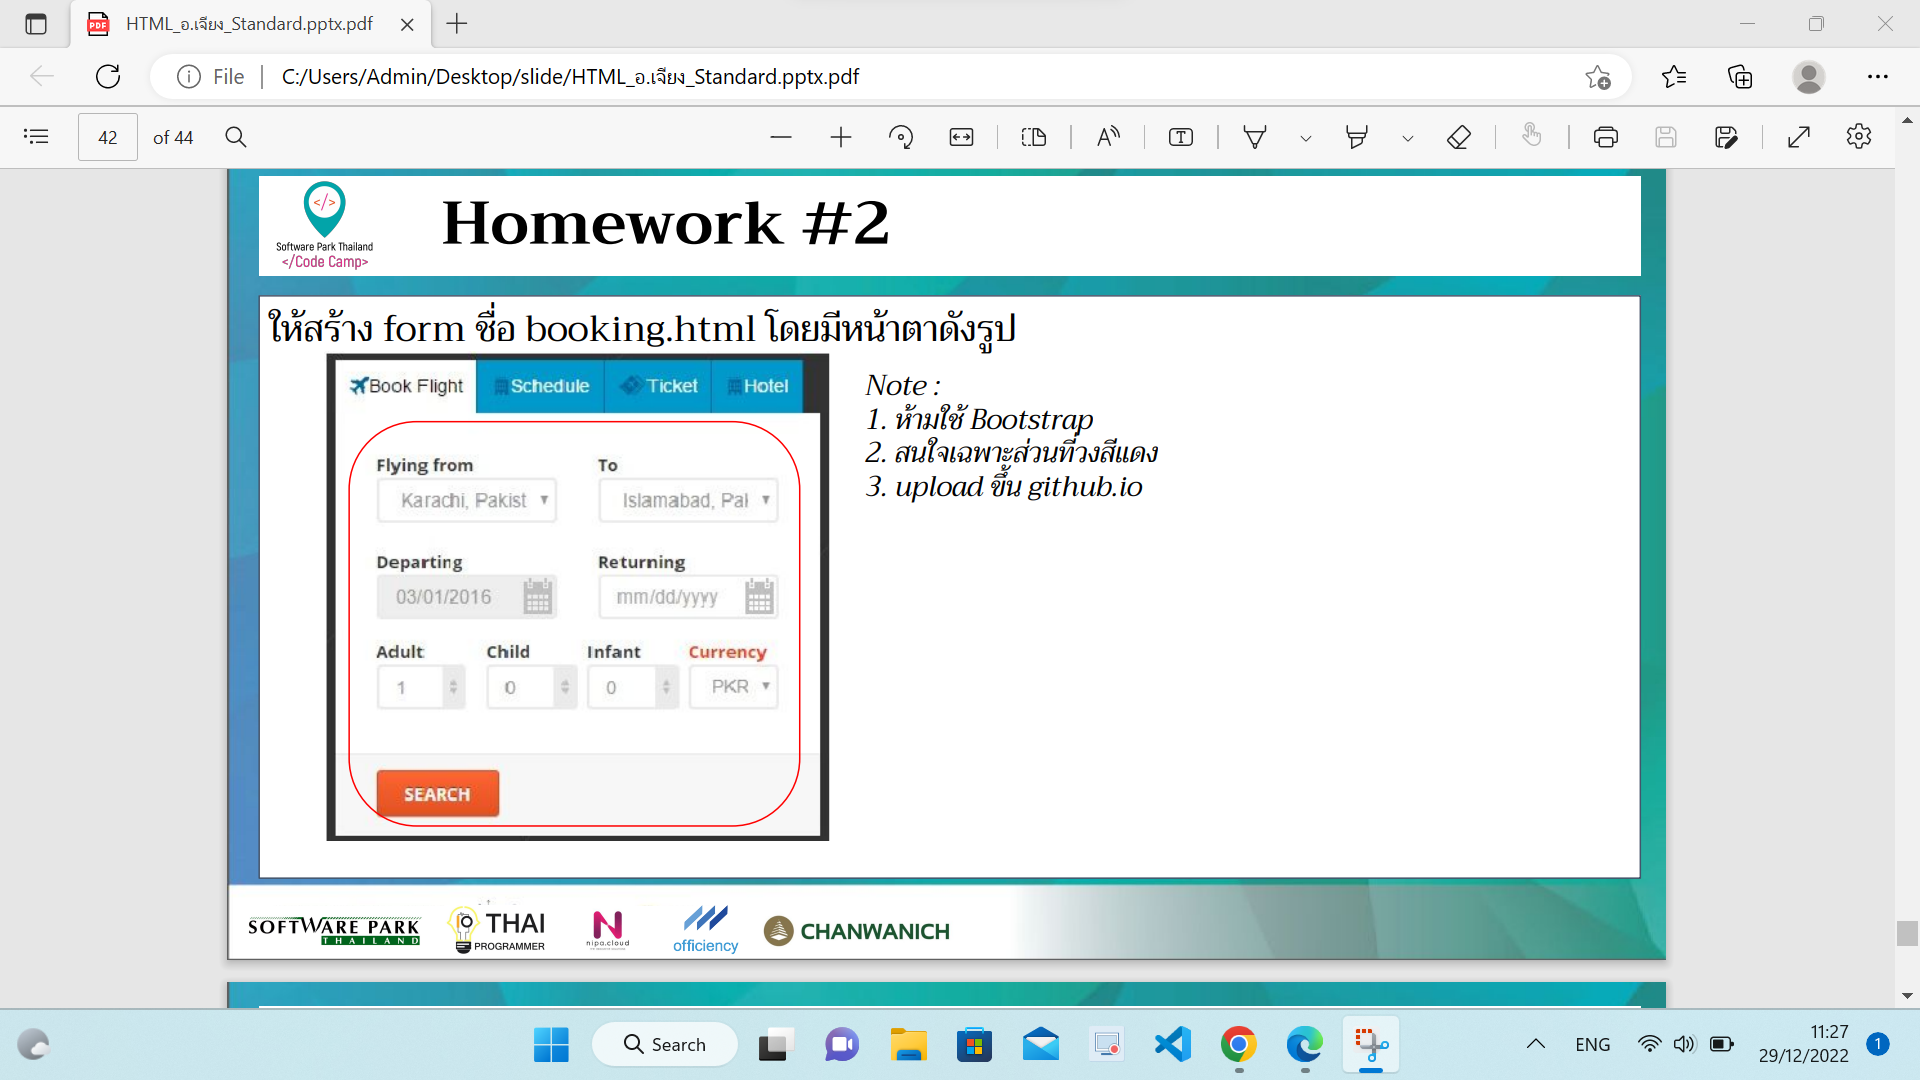 HTML_อ.เจียง_Standard.pptx.pdf
File
C:/Users/Admin/Desktop/slide/HTML_อ.เจียง_Standard.pptx.pdf
42 of 44
</>
Software Park Thailand
</Code Camp>
Homework #2
ให้สร้าง form ชื่อ booking.html โดยมีหน้าตาดังรูป
Book Flight Schedule Ticket Hotel
Flying from To
Karachi, Pakist Islamabad, Pal
Departing Returning
03/01/2016 mm/dd/yyyy
Adult Child Infant Currency
1 0 0 PKR
SEARCH
Note :
1. ห้ามใช้ Bootstrap
2. สนใจเฉพาะส่วนที่วงสีแดง
3. upload ขึ้น github.io
SOFTWARE PARK
THAILAND
THAI
PROGRAMMER
N
nipa.cloud
officiency
CHANWANICH
Search
ENG
11:27
29/12/2022
1